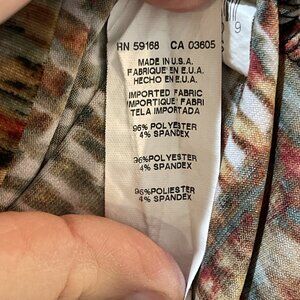 RN 59168 CA 03605
MADE IN U.S.A.
FABRIQUE EN E.U.A.
HECHO EN E.U.A.
IMPORTED FABRIC
IMPORTIQUE FABRI
TELA IMPORTADA
96% POLYESTER
4% SPANDEX
96%POLYESTER
4% SPANDEX
96%POLIESTER
4% SPANDEX
9